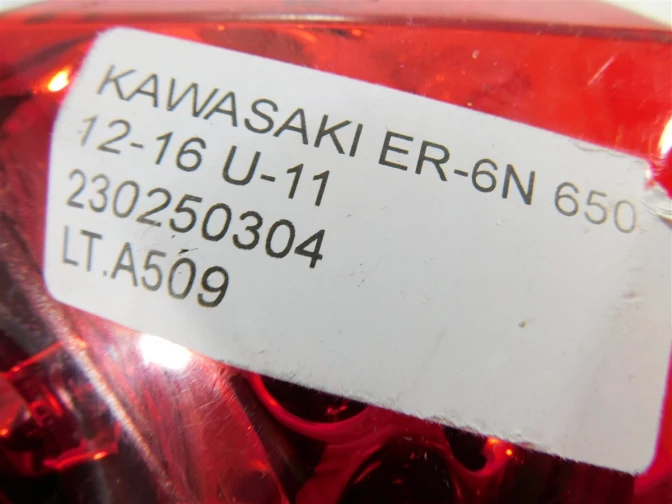 KAWASAKI ER-6N 650
12-16 U-11
230250304
LT.A509